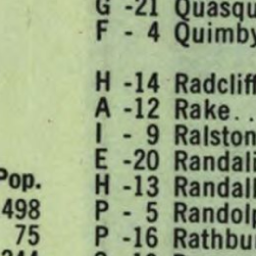 G -21 Quasqu
F - 4 Quimby
H -14 Radcliff
A -12 Rake..
I - 9 Ralston
E -20 Randali
H -13 Randall
P - 5 Randolp
P -16 Rathbu
Pop.
498
75